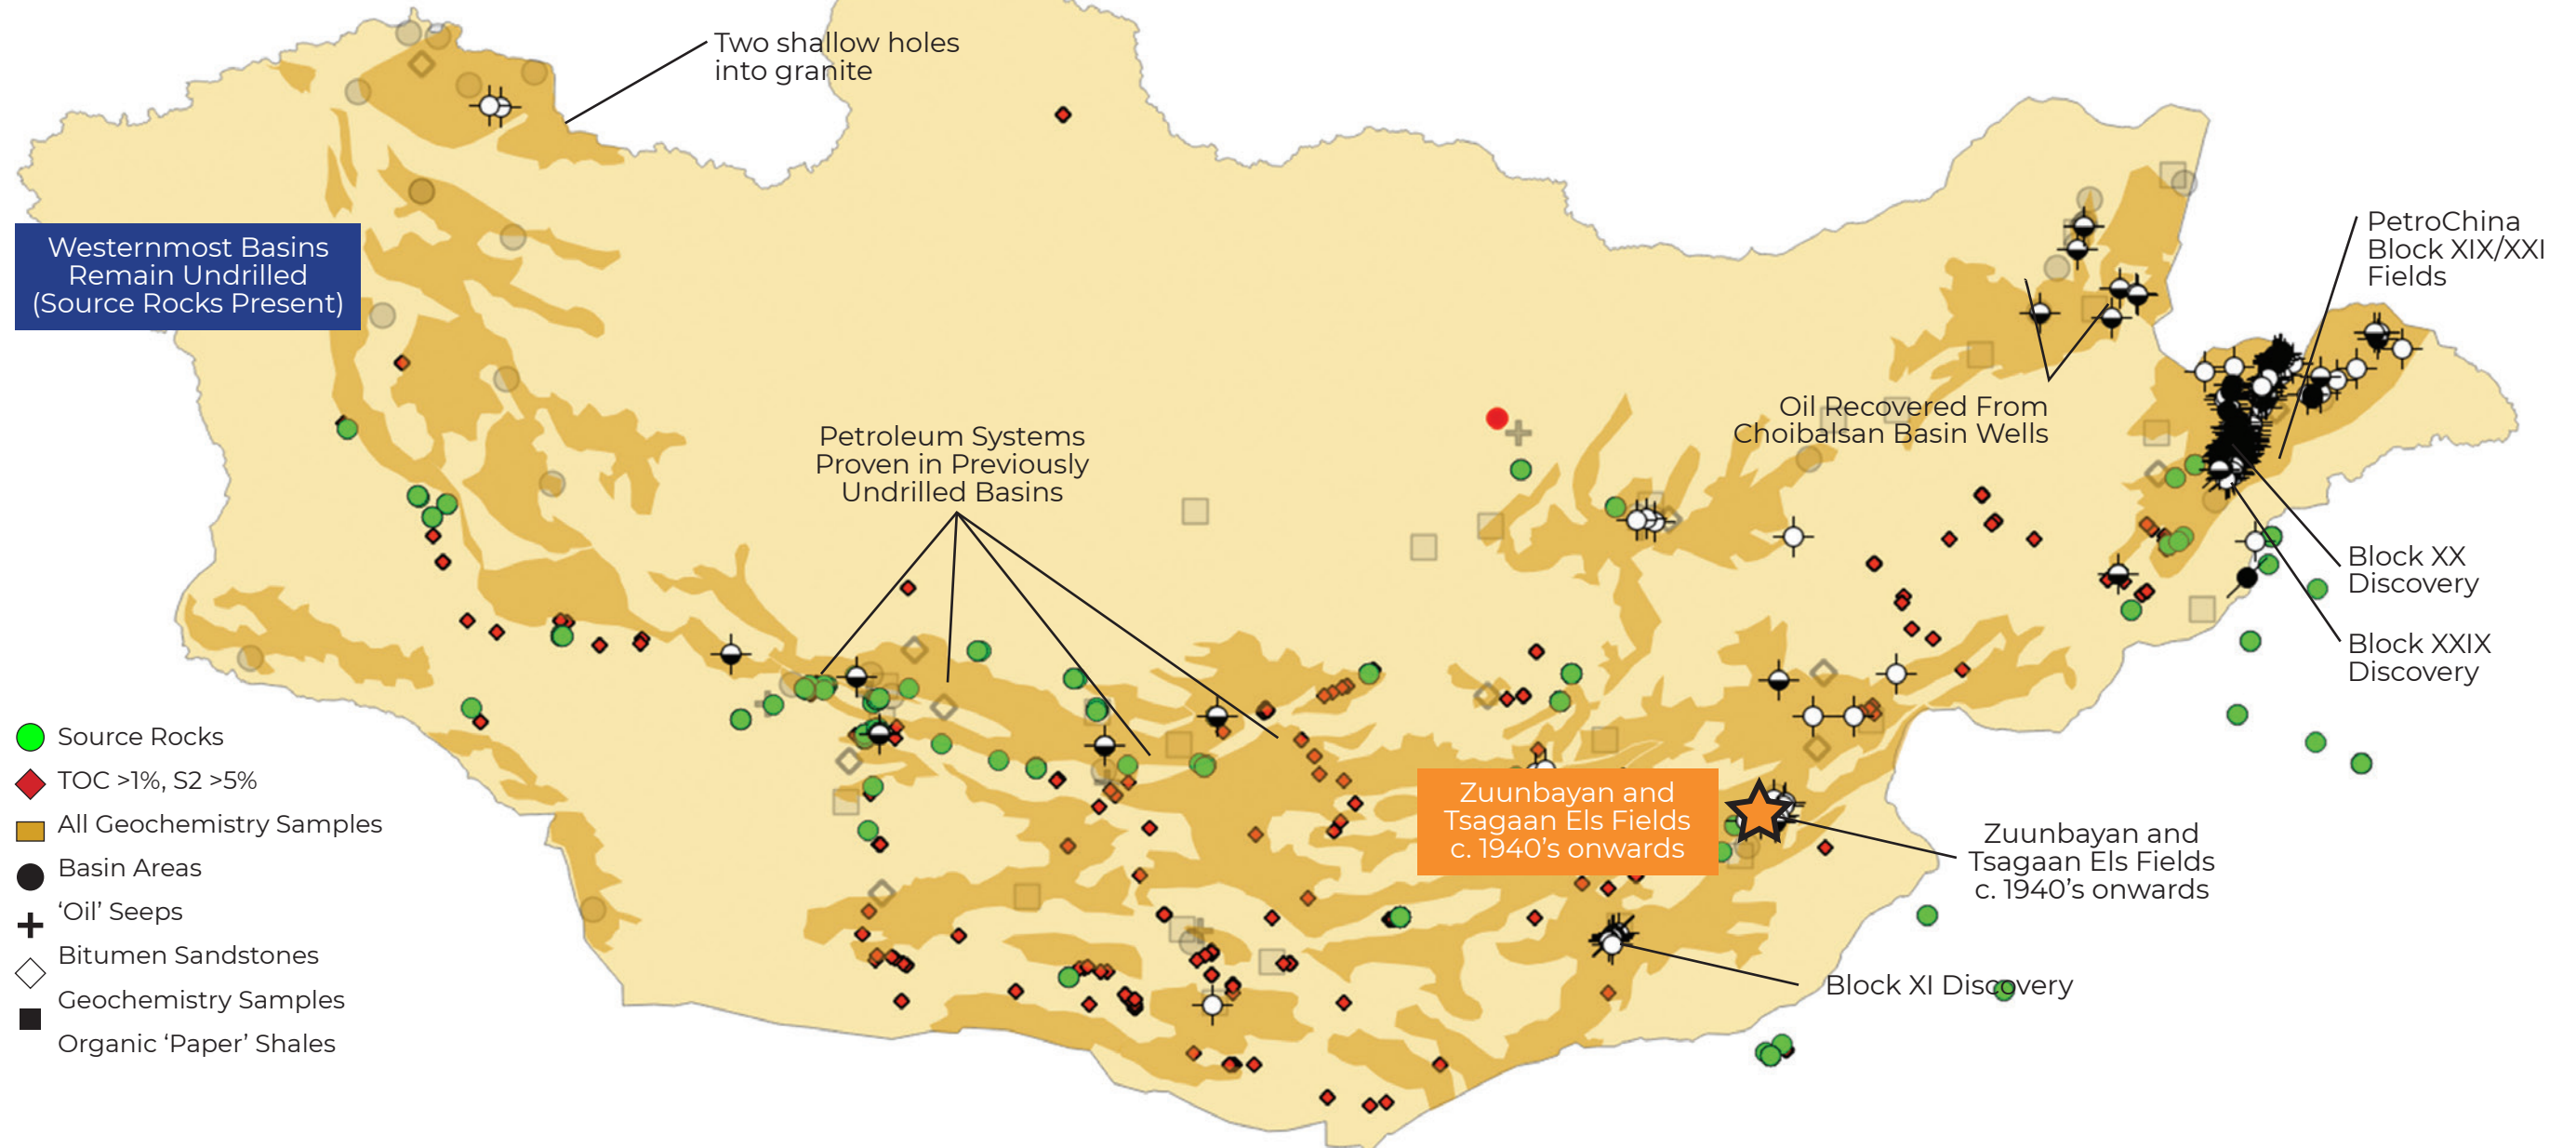 Two shallow holes
into granite
Westernmost Basins
Remain Undrilled
(Source Rocks Present)
PetroChina
Block XIX/XXI
Fields
Oil Recovered From
Choibalsan Basin Wells
Petroleum Systems
Proven in Previously
Undrilled Basins
Block XX
Discovery
Block XXIX
Discovery
Zuunbayan and
Tsagaan Els Fields
c. 1940’s onwards
Zuunbayan and
Tsagaan Els Fields
c. 1940’s onwards
Block XI Discovery
Source Rocks
TOC >1%, S2 >5%
All Geochemistry Samples
Basin Areas
‘Oil’ Seeps
Bitumen Sandstones
Geochemistry Samples
Organic ‘Paper’ Shales